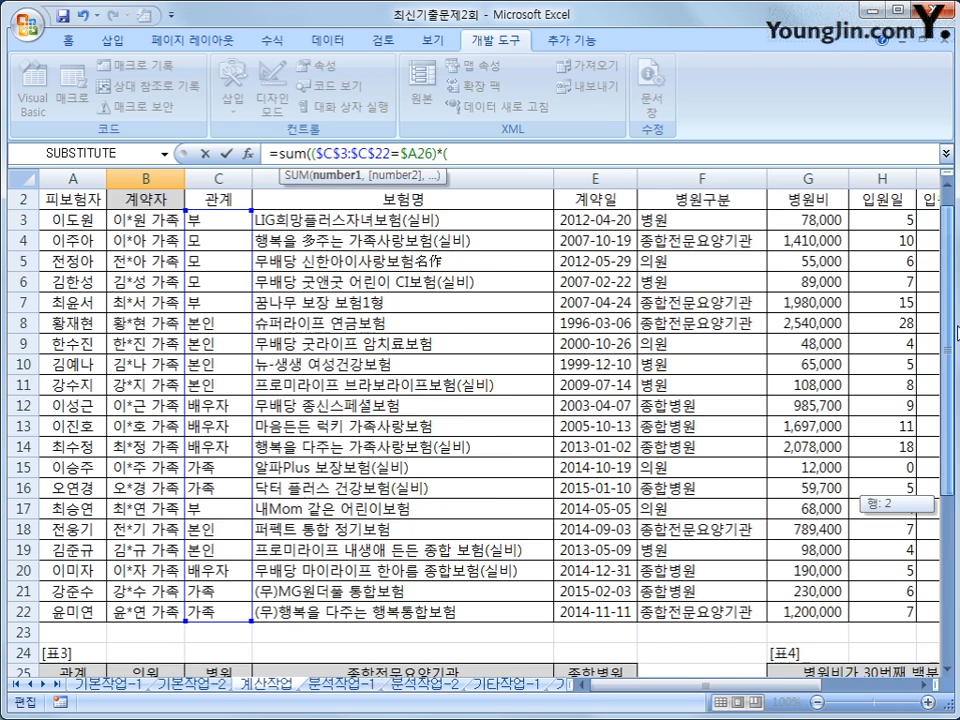 최신기출문제2회 - Microsoft Excel
YoungJin.com Y.
홈 삽입 페이지 레이아웃 수식 데이터 검토 보기 개발 도구 추가 기능
Visual Basic 매크로 매크로 기록 상대 참조로 기록 매크로 보안
삽입 디자인 모드 속성 코드 보기 대화 상자 실행
원본 맵 속성 확장 팩 데이터 새로 고침 가져오기 내보내기
문서 창
코드 컨트롤 XML 수정
SUBSTITUTE =sum(($C$3:$C$22=$A26)*(
SUM(number1, [number2], ...)
A B C E F G H
2 피보험자 계약자 관계 보험명 계약일 병원구분 병원비 입원일
3 이도원 이*원 가족 부 LIG희망플러스자녀보험(실비) 2012-04-20 병원 78,000 5
4 이주아 이*아 가족 모 행복을 多주는 가족사랑보험(실비) 2007-10-19 종합전문요양기관 1,410,000 10
5 전정아 전*아 가족 모 무배당 신한아이사랑보험名作 2012-05-29 의원 55,000 6
6 김한성 김*성 가족 모 무배당 굿앤굿 어린이 CI보험(실비) 2007-02-22 병원 89,000 7
7 최윤서 최*서 가족 부 꿈나무 보장 보험1형 2007-04-24 종합전문요양기관 1,980,000 15
8 황재현 황*현 가족 본인 슈퍼라이프 연금보험 1996-03-06 종합전문요양기관 2,540,000 28
9 한수진 한*진 가족 본인 무배당 굿라이프 암치료보험 2000-10-26 의원 48,000 4
10 김예나 김*나 가족 본인 뉴-생생 여성건강보험 1999-12-10 병원 65,000 5
11 강수지 강*지 가족 본인 프로미라이프 브라보라이프보험(실비) 2009-07-14 병원 108,000 8
12 이성근 이*근 가족 배우자 무배당 종신스페셜보험 2003-04-07 종합병원 985,700 9
13 이진호 이*호 가족 배우자 마음든든 럭키 가족사랑보험 2005-10-13 종합병원 1,697,000 11
14 최수정 최*정 가족 배우자 행복을 다주는 가족사랑보험(실비) 2013-01-02 종합병원 2,078,000 18
15 이승주 이*주 가족 가족 알파Plus 보장보험(실비) 2014-10-19 의원 12,000 0
16 오연경 오*경 가족 가족 닥터 플러스 건강보험(실비) 2015-01-10 종합병원 59,700 5
17 최승연 최*연 가족 부 내Mom 같은 어린이보험 2014-05-05 의원 68,000
행: 2
18 전웅기 전*기 가족 본인 퍼펙트 통합 정기보험 2014-09-03 종합병원 789,400 7
19 김준규 김*규 가족 본인 프로미라이프 내생애 든든 종합 보험(실비) 2013-05-09 병원 98,000 4
20 이미자 이*자 가족 배우자 무배당 마이라이프 한아름 종합보험(실비) 2014-12-31 병원 190,000 5
21 강준수 강*수 가족 가족 (무)MG원더풀 통합보험 2015-02-03 종합병원 230,000 6
22 윤미연 윤*연 가족 가족 (무)행복을 다주는 행복통합보험 2014-11-11 종합전문요양기관 1,200,000 7
23
24 [표3] [표4]
25 관계 의원 병원 종합전문요양기관 종합병원 병원비가 30번째 백분
기본작업-1 기본작업-2 계산작업 분석작업-1 분석작업-2 기타작업-1
편집 100%